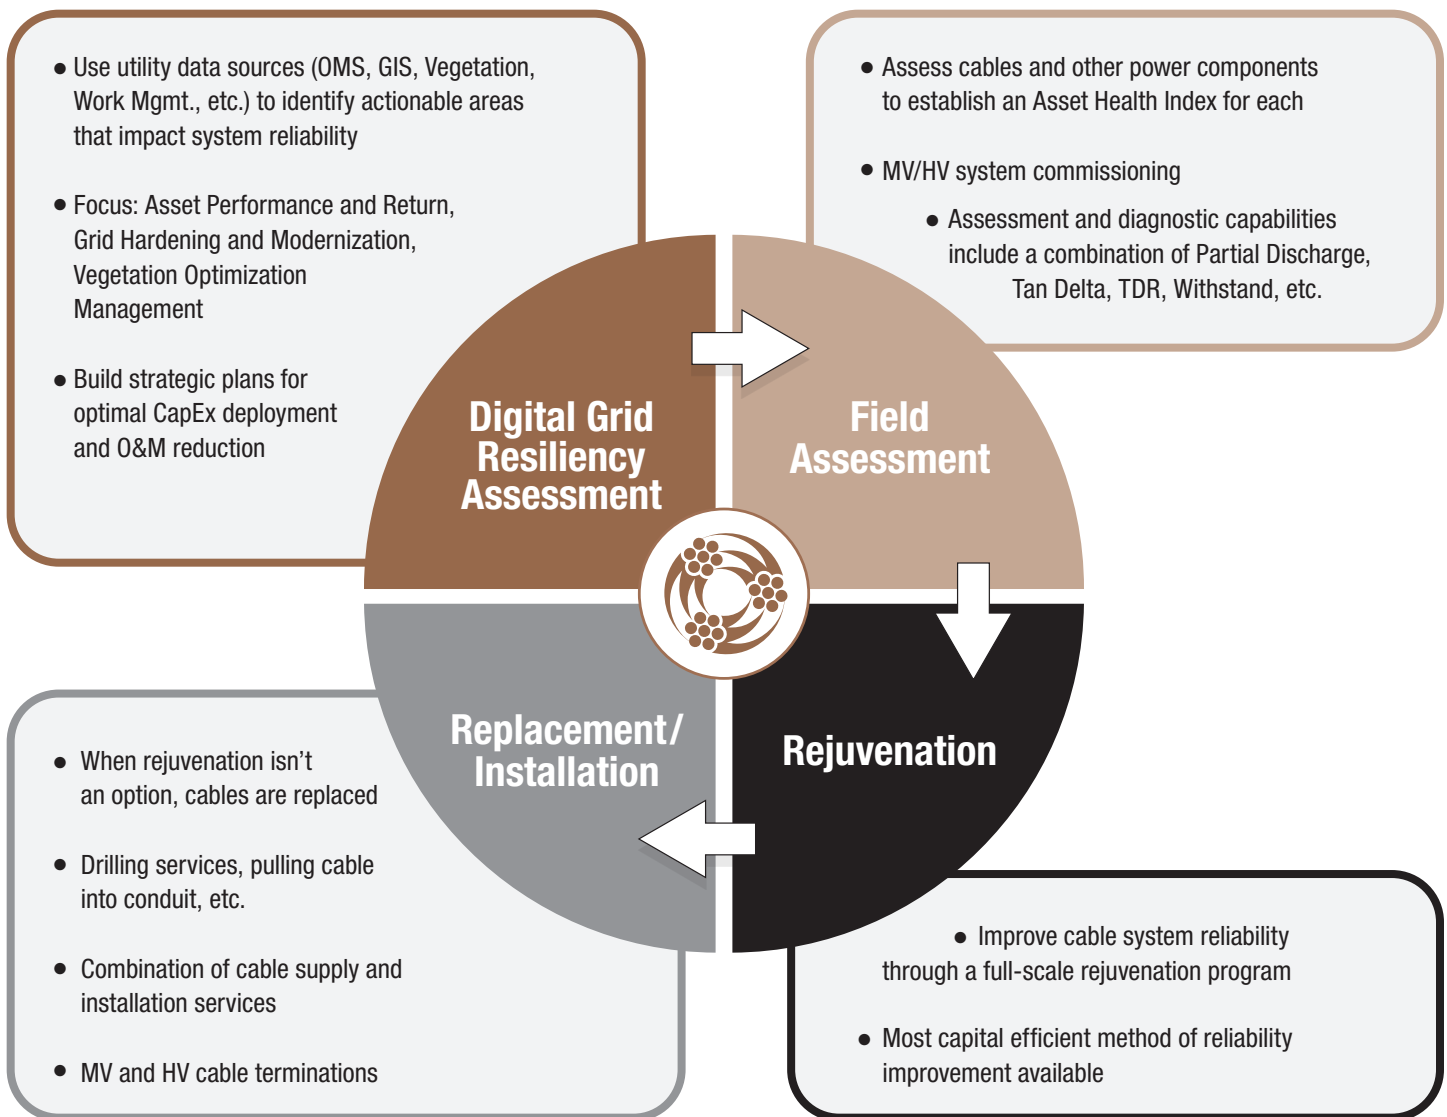 ● Use utility data sources (OMS, GIS, Vegetation,
Work Mgmt., etc.) to identify actionable areas
that impact system reliability
● Focus: Asset Performance and Return,
Grid Hardening and Modernization,
Vegetation Optimization
Management
● Build strategic plans for
optimal CapEx deployment
and O&M reduction
● Assess cables and other power components
to establish an Asset Health Index for each
● MV/HV system commissioning
● Assessment and diagnostic capabilities
include a combination of Partial Discharge,
Tan Delta, TDR, Withstand, etc.
Digital Grid
Resiliency
Assessment
Field
Assessment
Replacement/
Installation
Rejuvenation
● When rejuvenation isn't
an option, cables are replaced
● Drilling services, pulling cable
into conduit, etc.
● Combination of cable supply and
installation services
● MV and HV cable terminations
● Improve cable system reliability
through a full-scale rejuvenation program
● Most capital efficient method of reliability
improvement available